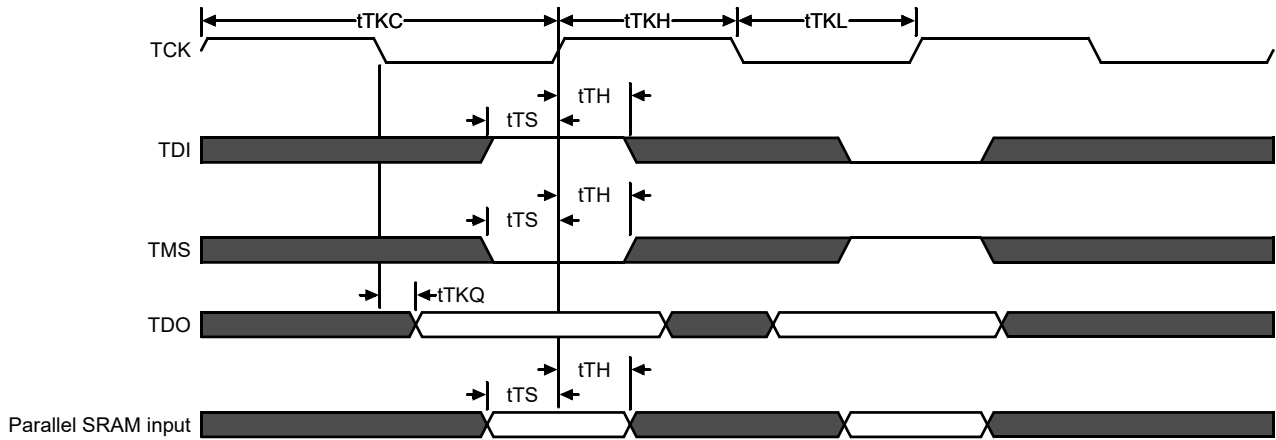 tTKC tTKH tTKL
TCK
tTH
tTS
TDI
tTH
tTS
TMS
tTKQ
TDO
tTH
tTS
Parallel SRAM input